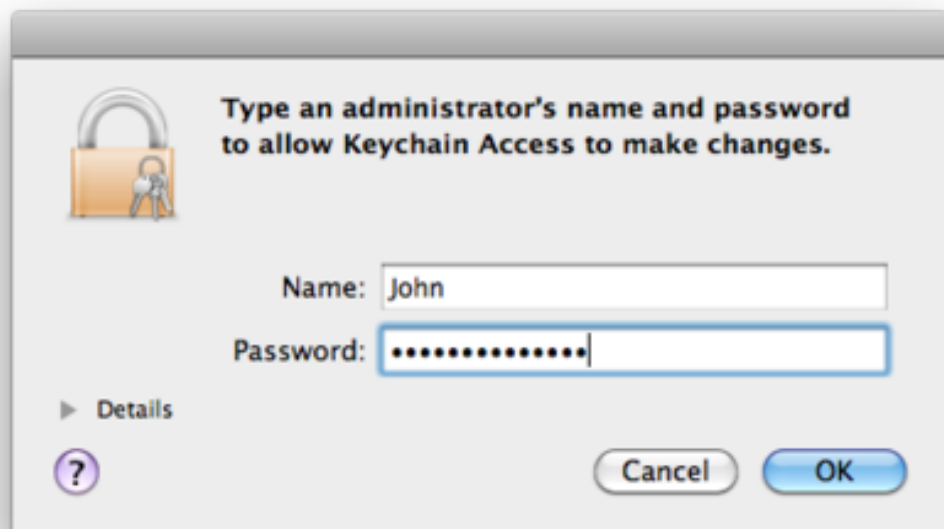 Type an administrator's name and password
to allow Keychain Access to make changes.
Name: John
Password: ••••••••••••••
Details
? Cancel OK